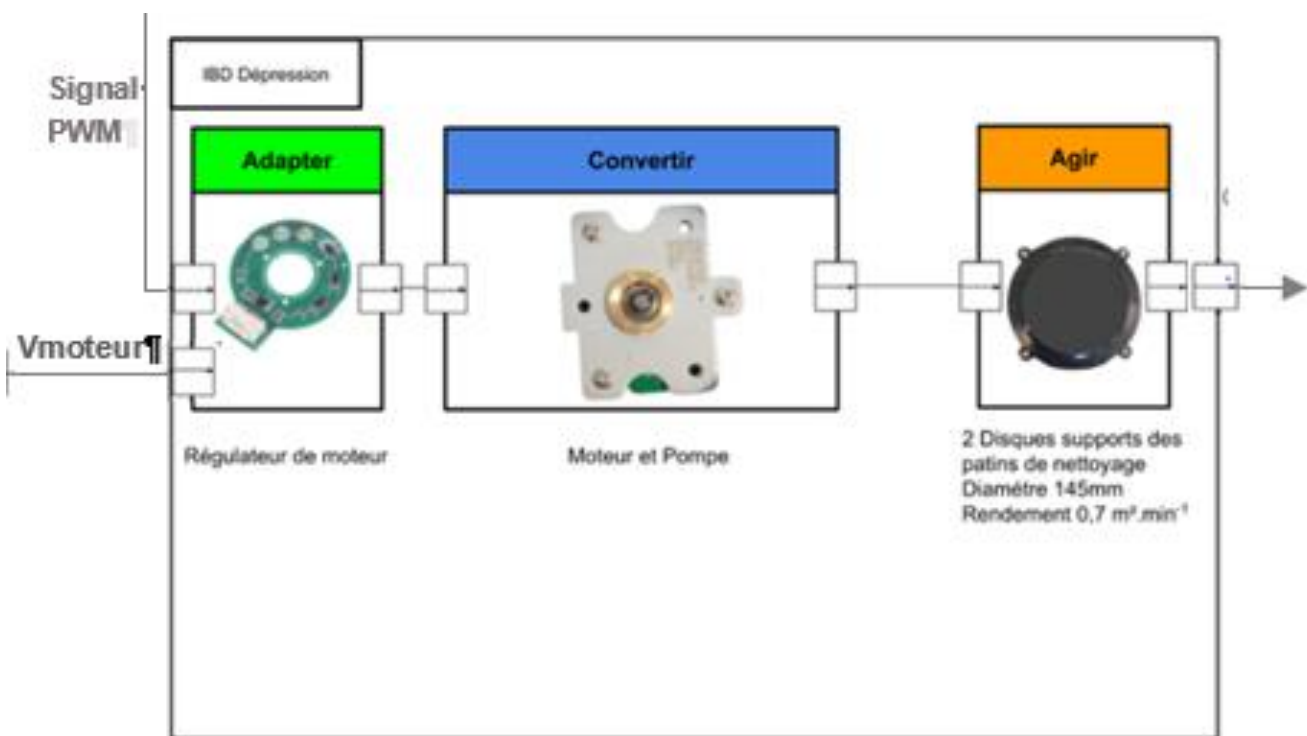 Signal
PWM¶
IBD Dépression
Adapter
Convertir
Agir
Vmoteur¶
Régulateur de moteur
Moteur et Pompe
2 Disques supports des
patins de nettoyage
Diamétre 145mm
Rendement 0,7 m².min⁻¹